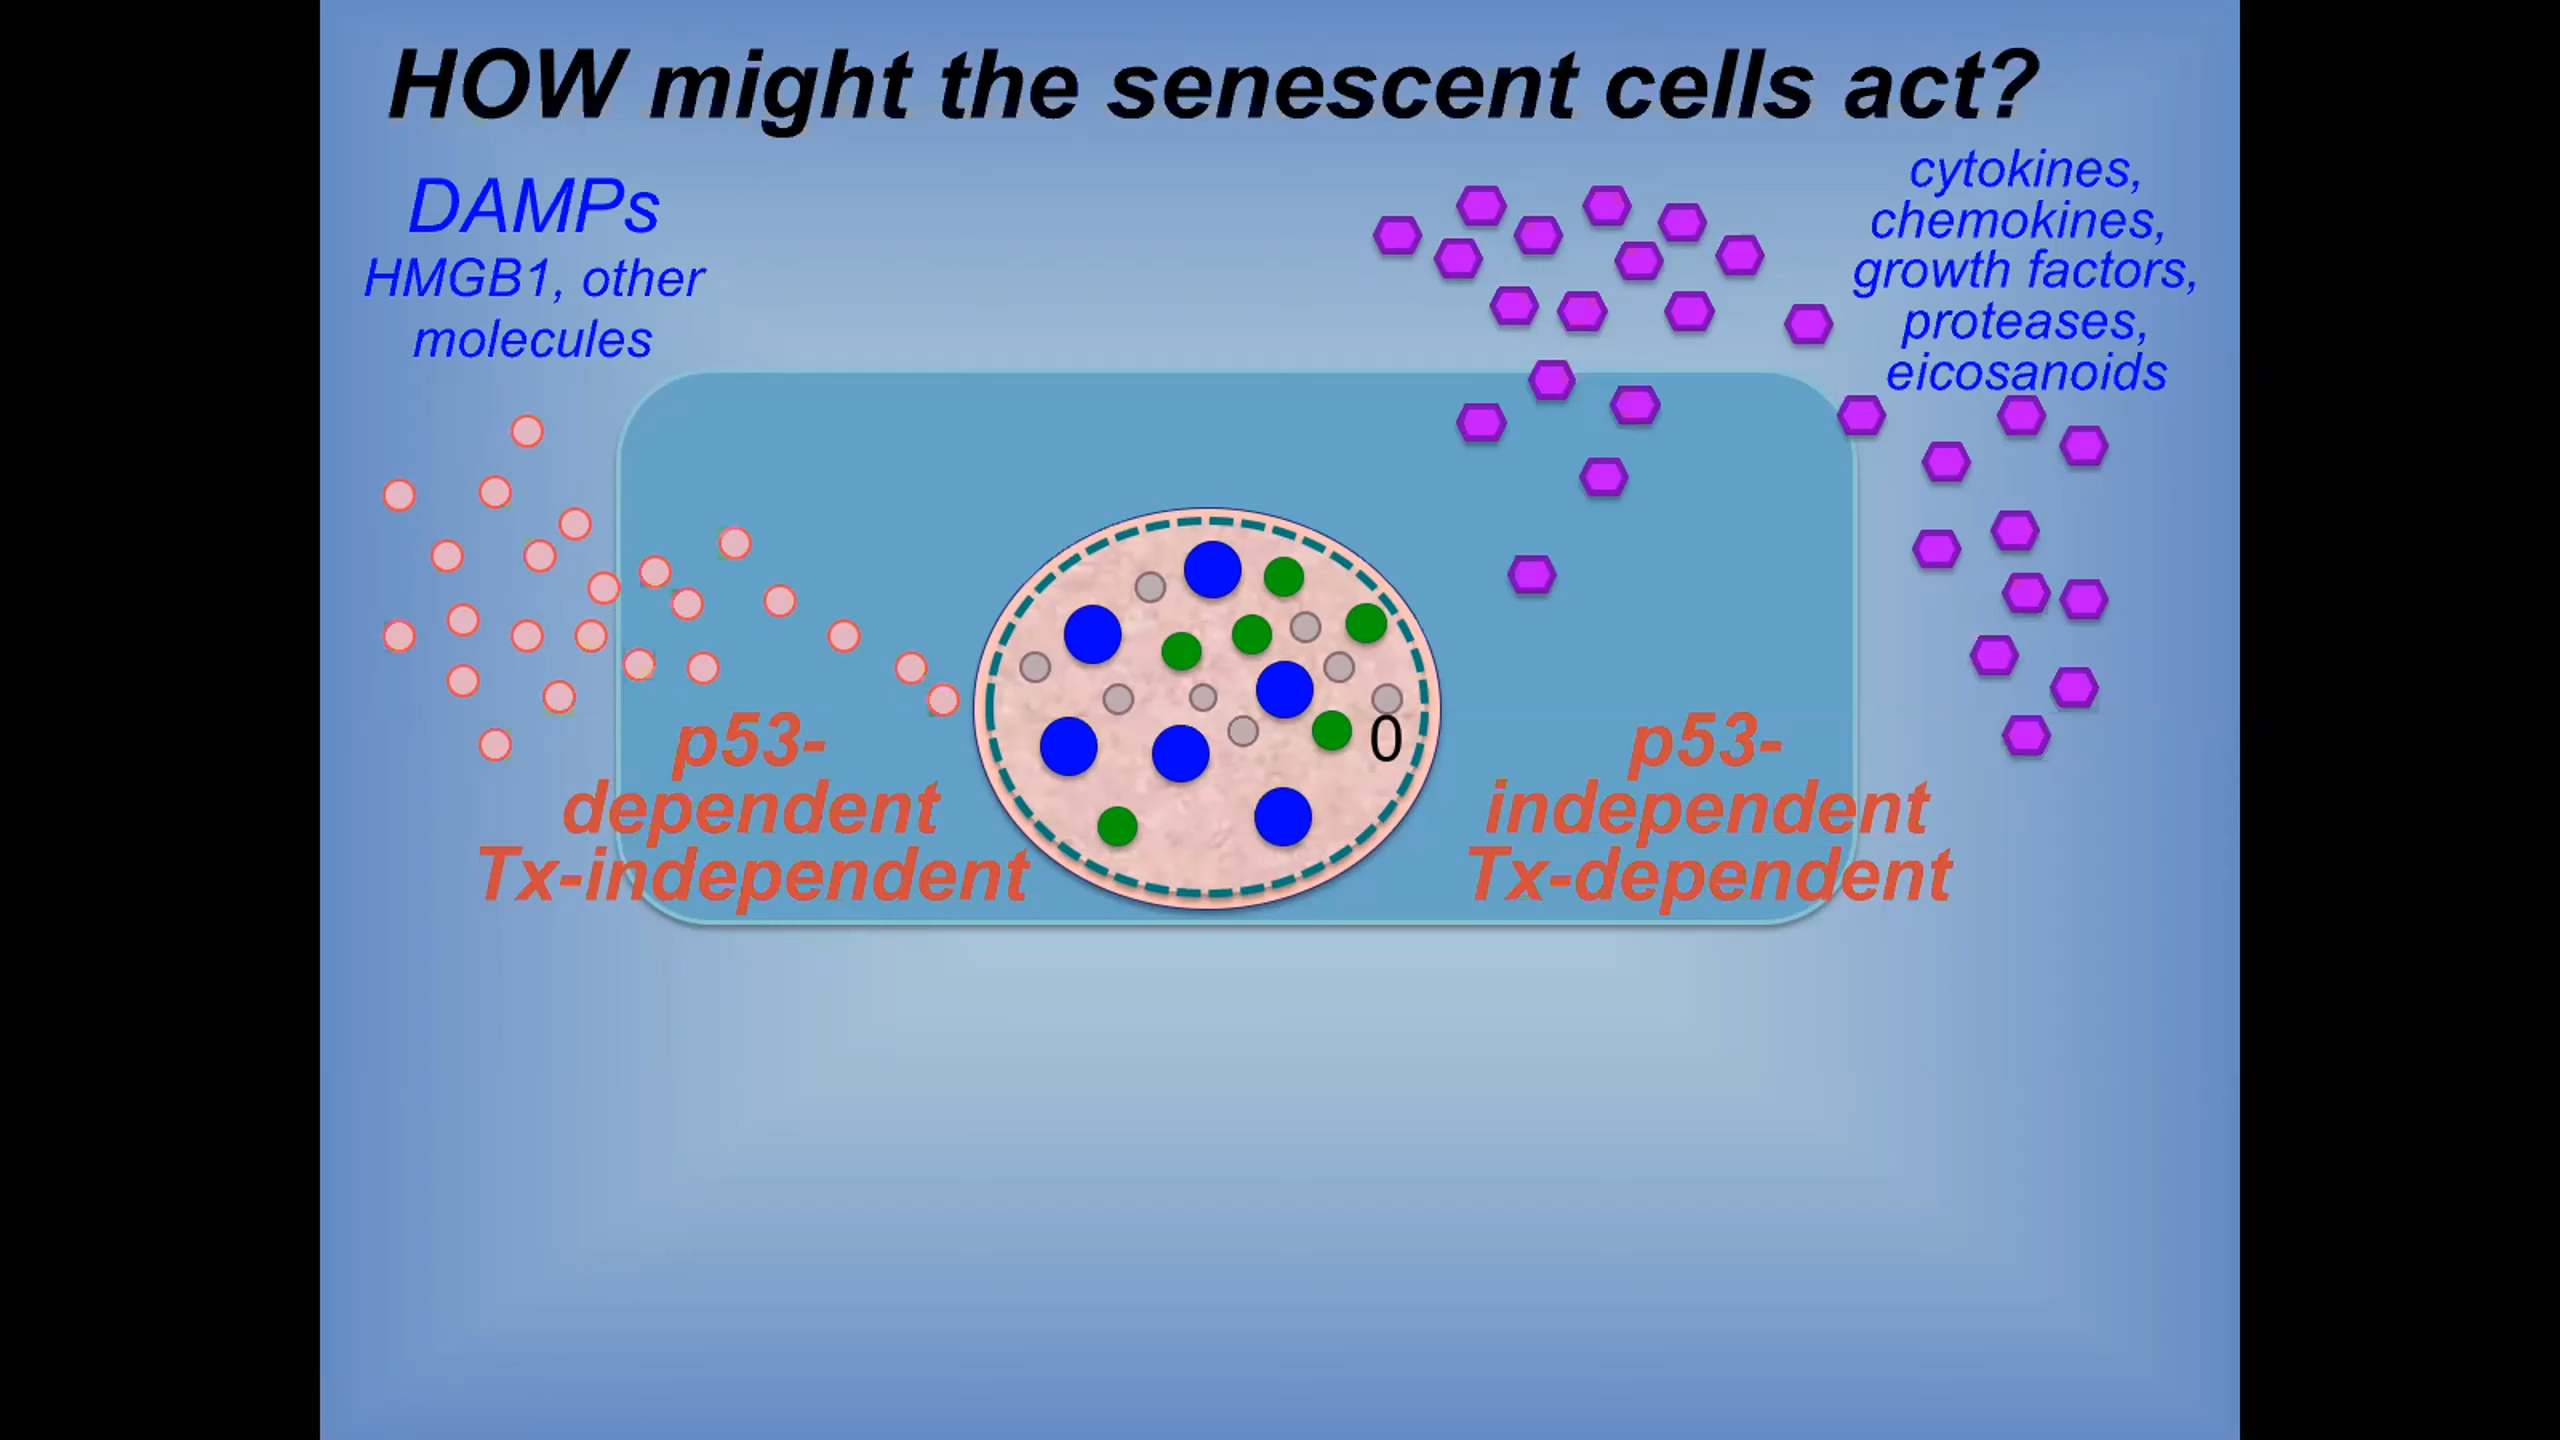 HOW might the senescent cells act?
DAMPs
HMGB1, other
molecules
cytokines,
chemokines,
growth factors,
proteases,
eicosanoids
p53-
dependent
Tx-independent
0
p53-
independent
Tx-dependent